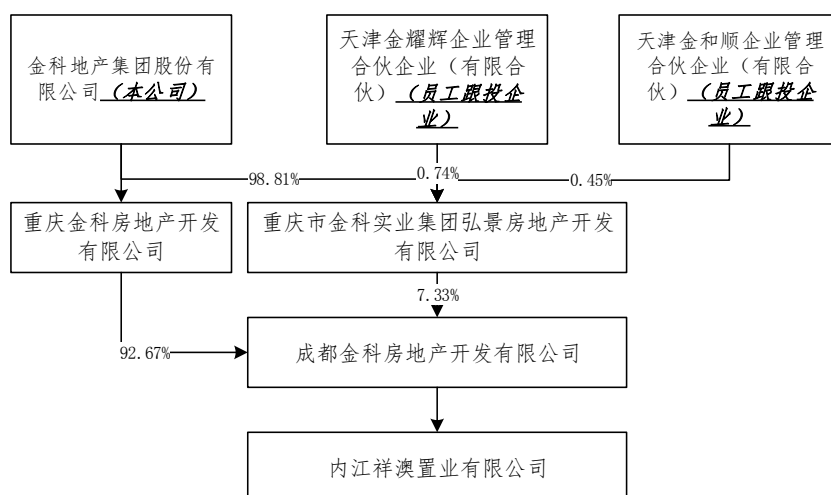 金科地产集团股份有
限公司（本公司）
天津金耀辉企业管理
合伙企业（有限合
伙）（员工跟投企
业）
天津金和顺企业管理
合伙企业（有限合
伙）（员工跟投企
业）
98.81%
0.74%
0.45%
重庆金科房地产开发
有限公司
重庆市金科实业集团弘景房地产开发
有限公司
7.33%
92.67%
成都金科房地产开发有限公司
内江祥澳置业有限公司